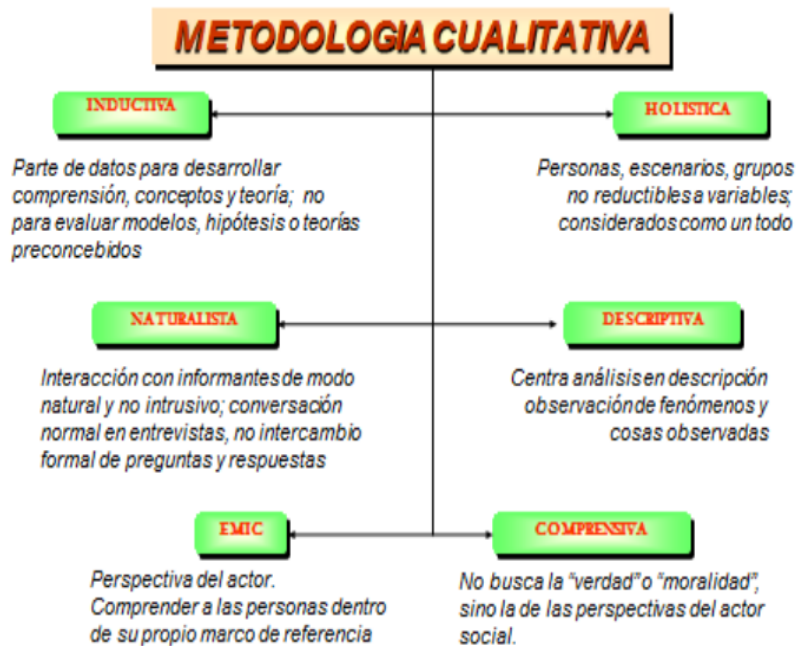 METODOLOGIA CUALITATIVA
INDUCTIVA
Parte de datos para desarrollar
comprensión, conceptos y teoría; no
para evaluar modelos, hipótesis o teorías
preconcebidos
HOLISTICA
Personas, escenarios, grupos
no reductibles a variables;
considerados como un todo
NATURALISTA
Interacción con informantes de modo
natural y no intrusivo; conversación
normal en entrevistas, no intercambio
formal de preguntas y respuestas
DESCRIPTIVA
Centra análisis en descripción
observación de fenómenos y
cosas observadas
EMIC
Perspectiva del actor.
Comprender a las personas dentro
de su propio marco de referencia
COMPRENSIVA
No busca la “verdad” o “moralidad”,
sino la de las perspectivas del actor
social.